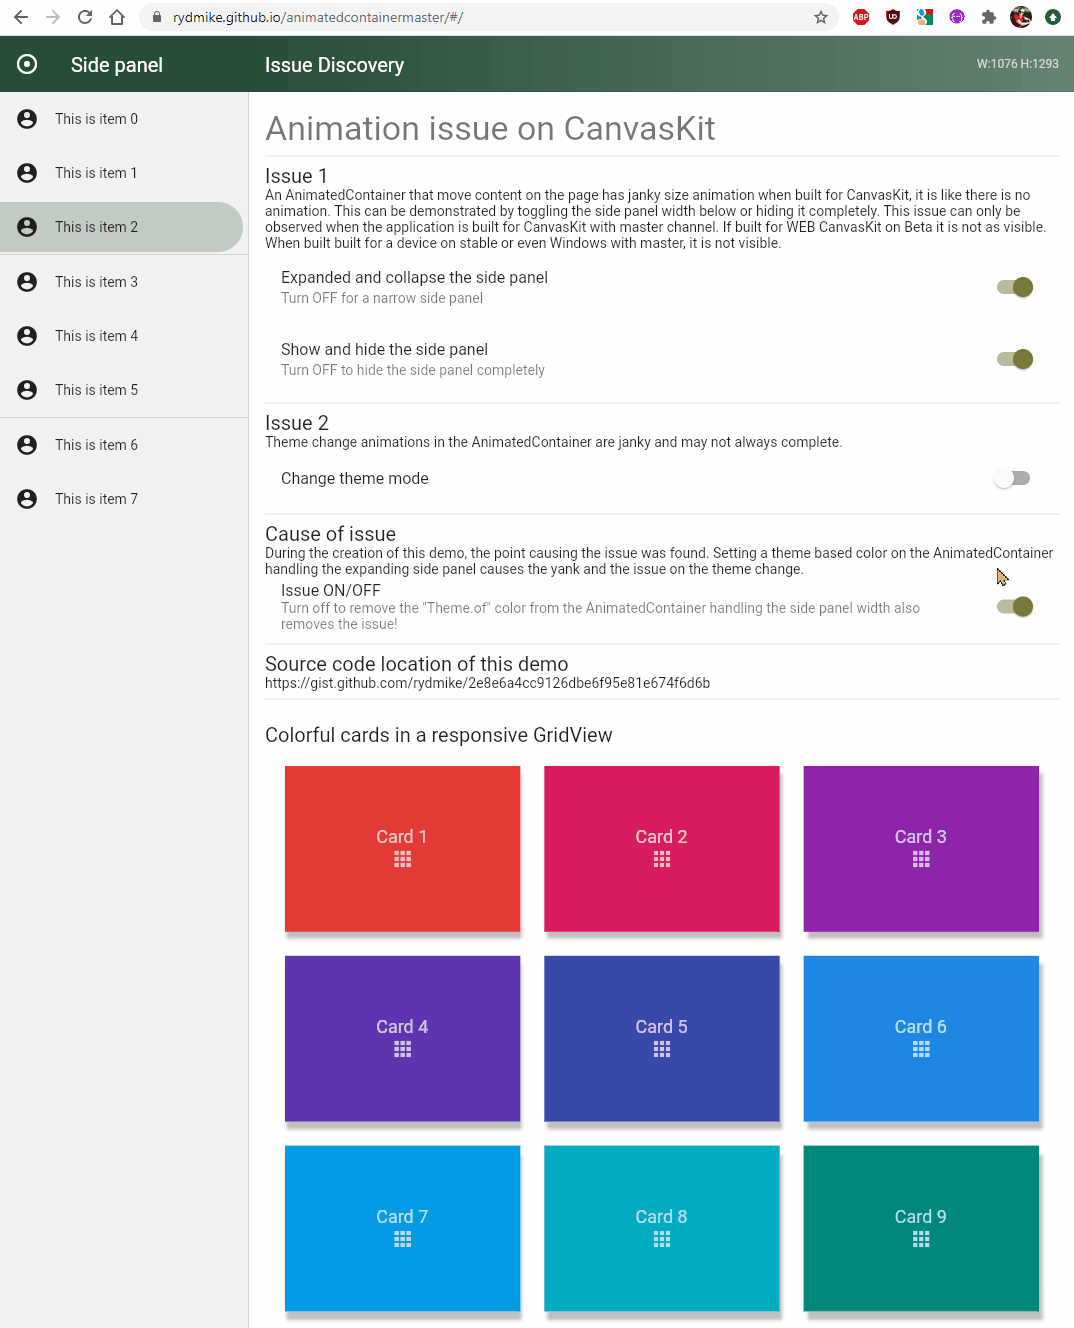 rydmike.github.io/animatedcontainermaster/#/
ABP
Side panel
Issue Discovery
W:1076 H:1293
This is item 0
This is item 1
This is item 2
This is item 3
This is item 4
This is item 5
This is item 6
This is item 7
Animation issue on CanvasKit
Issue 1
An AnimatedContainer that move content on the page has janky size animation when built for CanvasKit, it is like there is no
animation. This can be demonstrated by toggling the side panel width below or hiding it completely. This issue can only be
observed when the application is built for CanvasKit with master channel. If built for WEB CanvasKit on Beta it is not as visible.
When built built for a device on stable or even Windows with master, it is not visible.
Expanded and collapse the side panel
Turn OFF for a narrow side panel
Show and hide the side panel
Turn OFF to hide the side panel completely
Issue 2
Theme change animations in the AnimatedContainer are janky and may not always complete.
Change theme mode
Cause of issue
During the creation of this demo, the point causing the issue was found. Setting a theme based color on the AnimatedContainer
handling the expanding side panel causes the yank and the issue on the theme change.
Issue ON/OFF
Turn off to remove the "Theme.of" color from the AnimatedContainer handling the side panel width also
removes the issue!
Source code location of this demo
https://gist.github.com/rydmike/2e8e6a4cc9126dbe6f95e81e674f6d6b
Colorful cards in a responsive GridView
Card 1
Card 2
Card 3
Card 4
Card 5
Card 6
Card 7
Card 8
Card 9